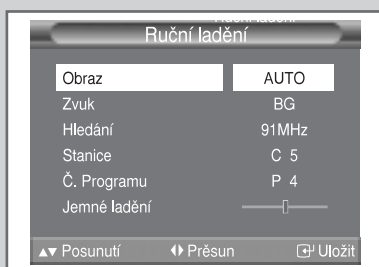 Ruční ladění
Obraz AUTO
Zvuk BG
Hledání 91MHz
Stanice C 5
Č. Programu P 4
Jemné ladění
▲▼ Posunutí ◀▶ Přesun Uložit